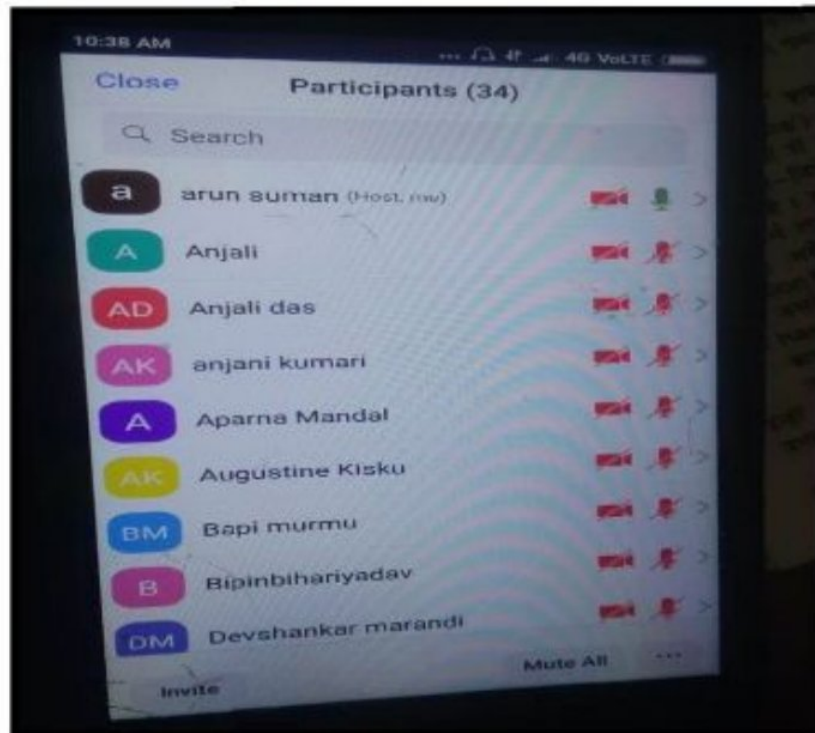 10:38 AM ... 4G VoLTE
Close Participants (34)
Search
a arun suman (Host, me)
A Anjali
AD Anjali das
AK anjani kumari
A Aparna Mandal
AK Augustine Kisku
BM Bapi murmu
B Bipinbihariyadav
DM Devshankar marandi
Invite Mute All ...